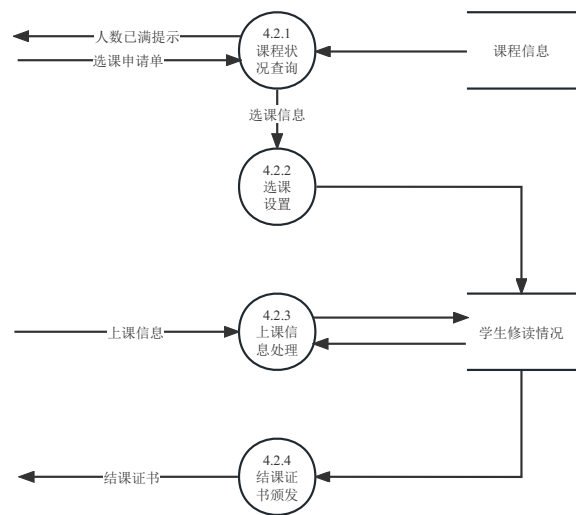 人数已满提示
选课申请单
4.2.1
课程状
况查询
课程信息
选课信息
4.2.2
选课
设置
上课信息
4.2.3
上课信
息处理
学生修读情况
结课证书
4.2.4
结课证
书颁发